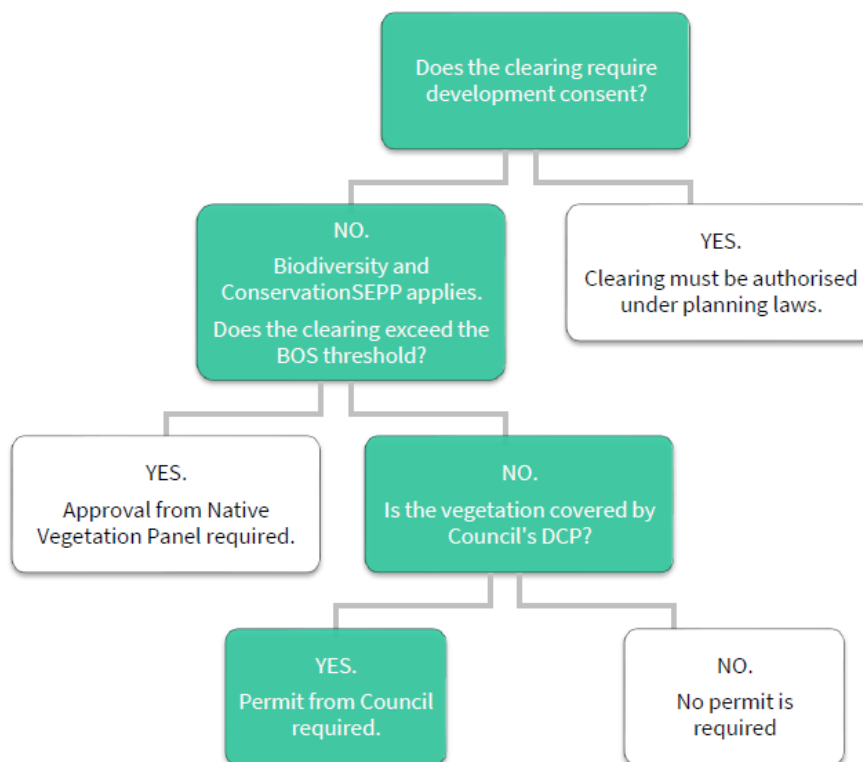 Does the clearing require
development consent?
NO.
Biodiversity and
ConservationSEPP applies.
Does the clearing exceed the
BOS threshold?
YES.
Clearing must be authorised
under planning laws.
YES.
Approval from Native
Vegetation Panel required.
NO.
Is the vegetation covered by
Council's DCP?
YES.
Permit from Council
required.
NO.
No permit is
required